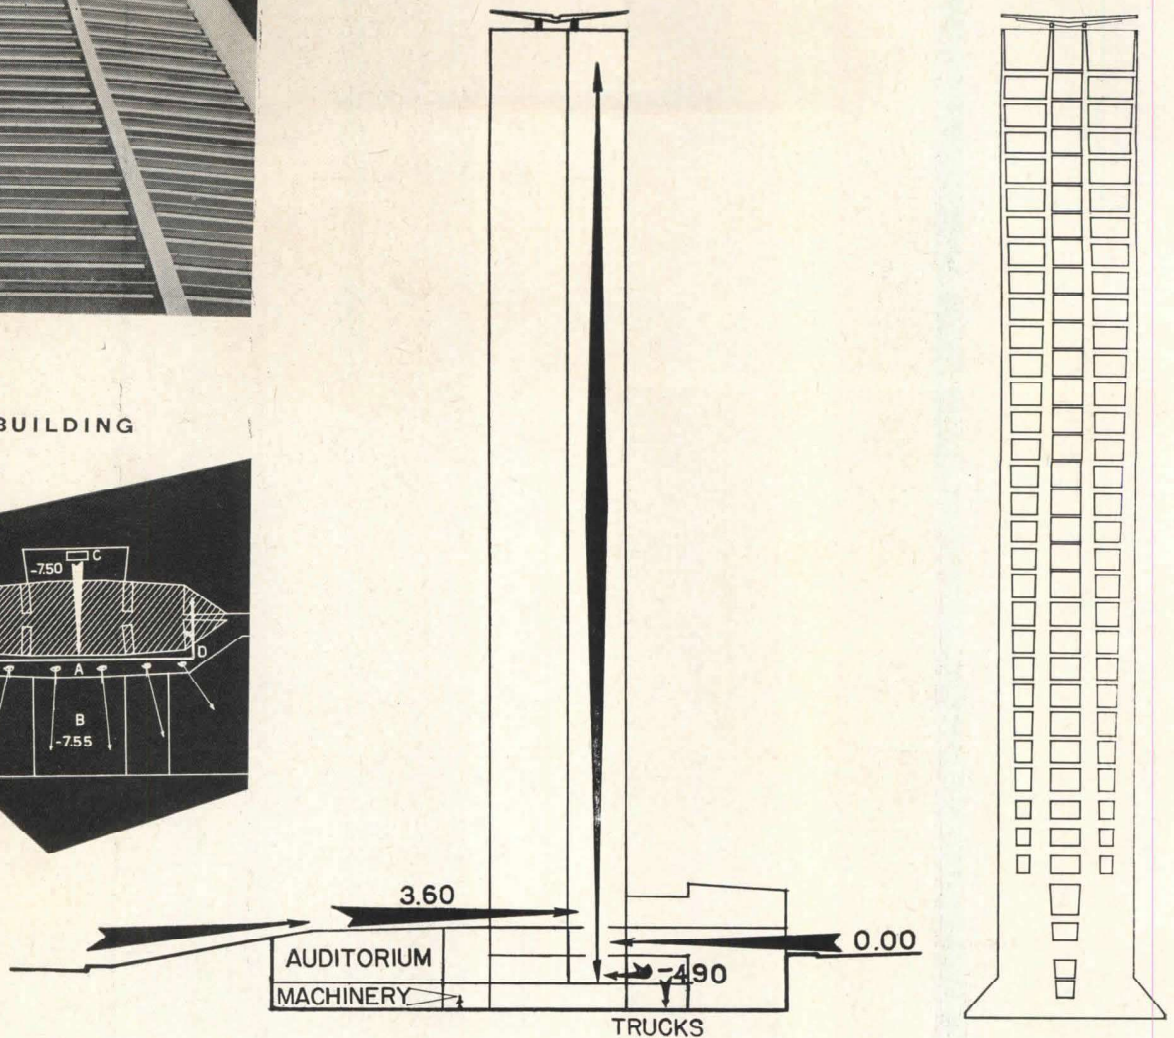 BUILDING
-7.50
C
D
A
B
-7.55
3.60
0.00
AUDITORIUM
-4.90
MACHINERY
TRUCKS